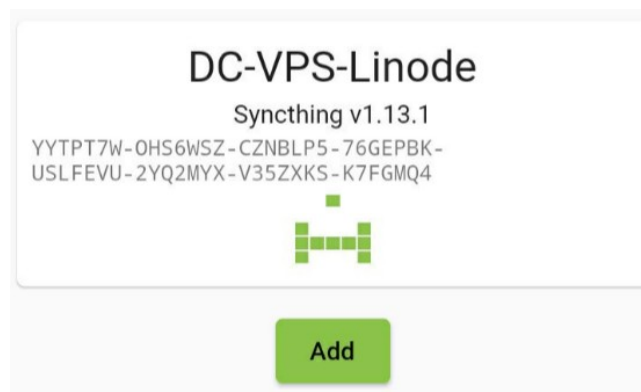 DC-VPS-Linode
Syncthing v1.13.1
YYTPT7W-OHS6WSZ-CZNBLP5-76GEPBK-
USLFEVU-2YQ2MYX-V35ZXKS-K7FGMQ4
Add